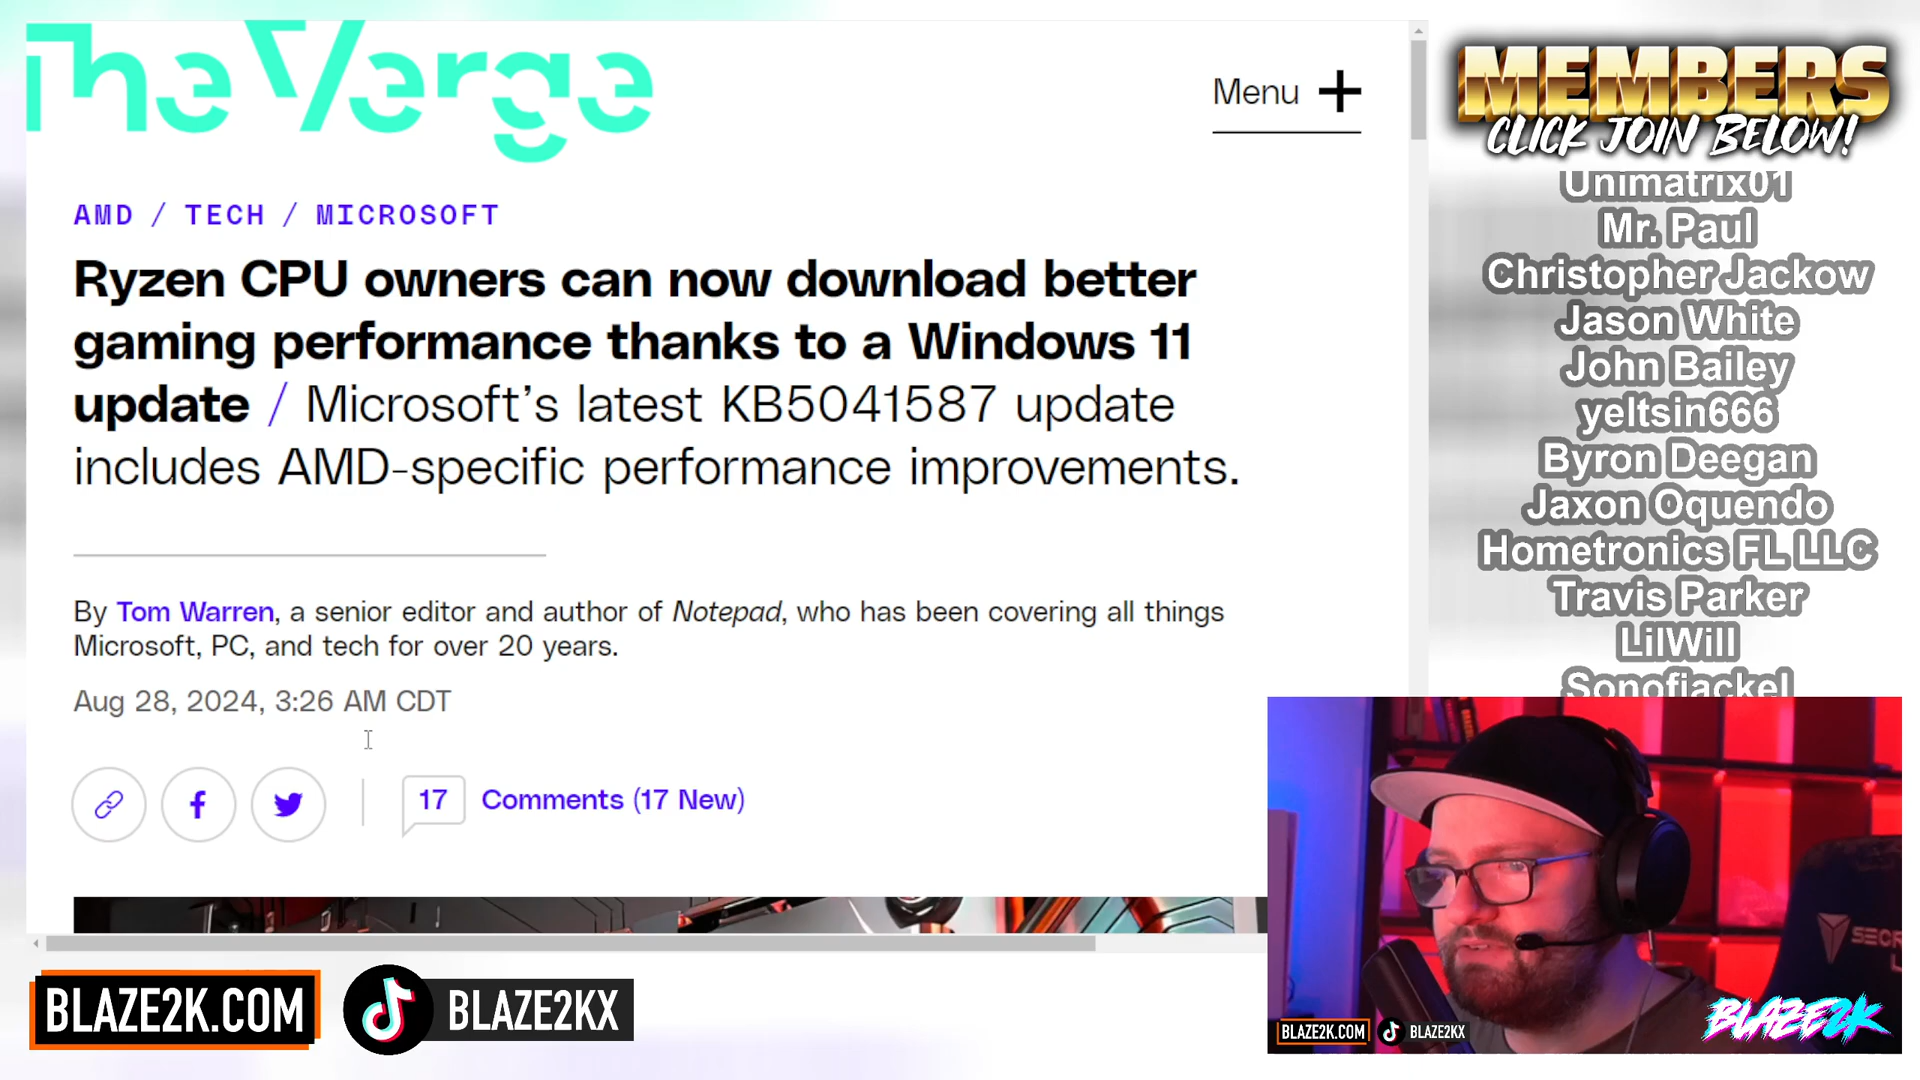 The Verge
Menu
AMD / TECH / MICROSOFT
Ryzen CPU owners can now download better
gaming performance thanks to a Windows 11
update / Microsoft’s latest KB5041587 update
includes AMD-specific performance improvements.
By Tom Warren, a senior editor and author of Notepad, who has been covering all things
Microsoft, PC, and tech for over 20 years.
Aug 28, 2024, 3:26 AM CDT
17 Comments (17 New)
MEMBERS
CLICK JOIN BELOW!
Unimatrix01
Mr. Paul
Christopher Jackow
Jason White
John Bailey
yeltsin666
Byron Deegan
Jaxon Oquendo
Hometronics FL LLC
Travis Parker
LilWill
Sonofjackel
SECR
BLAZE2K.COM
BLAZE2KX
BLAZE2K
BLAZE2K.COM
BLAZE2KX